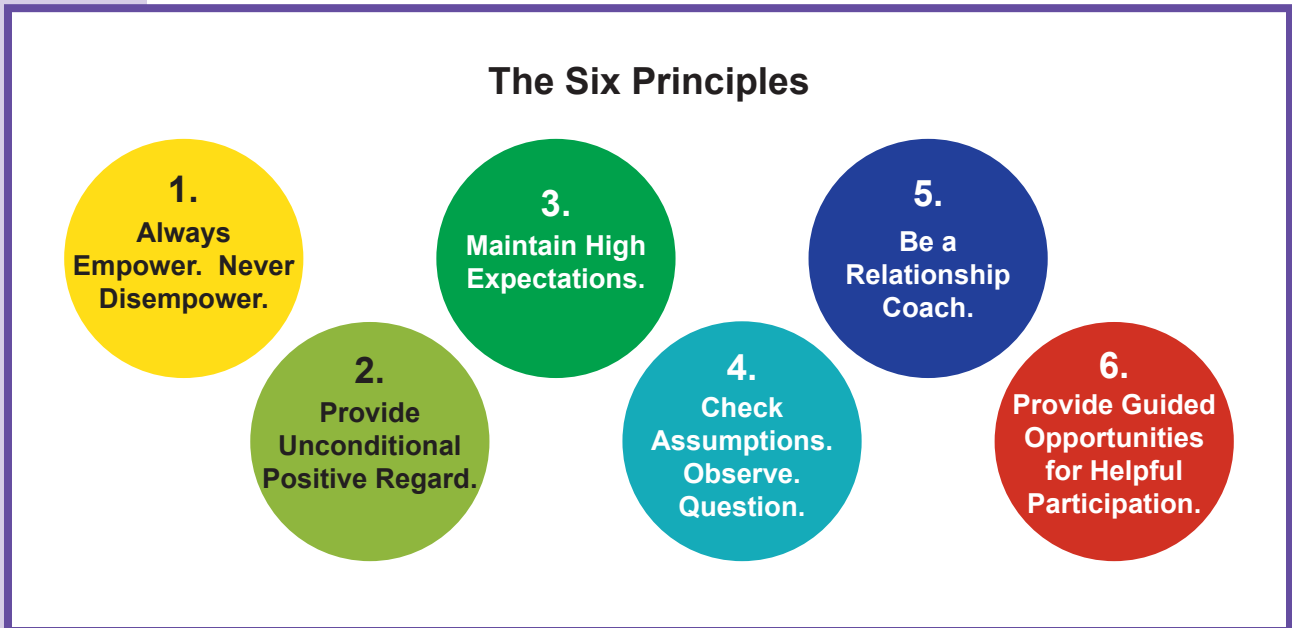 The Six Principles
1.
Always
Empower.  Never
Disempower.
2.
Provide
Unconditional
Positive Regard.
3.
Maintain High
Expectations.
4.
Check
Assumptions.
Observe.
Question.
5.
Be a
Relationship
Coach.
6.
Provide Guided
Opportunities
for Helpful
Participation.